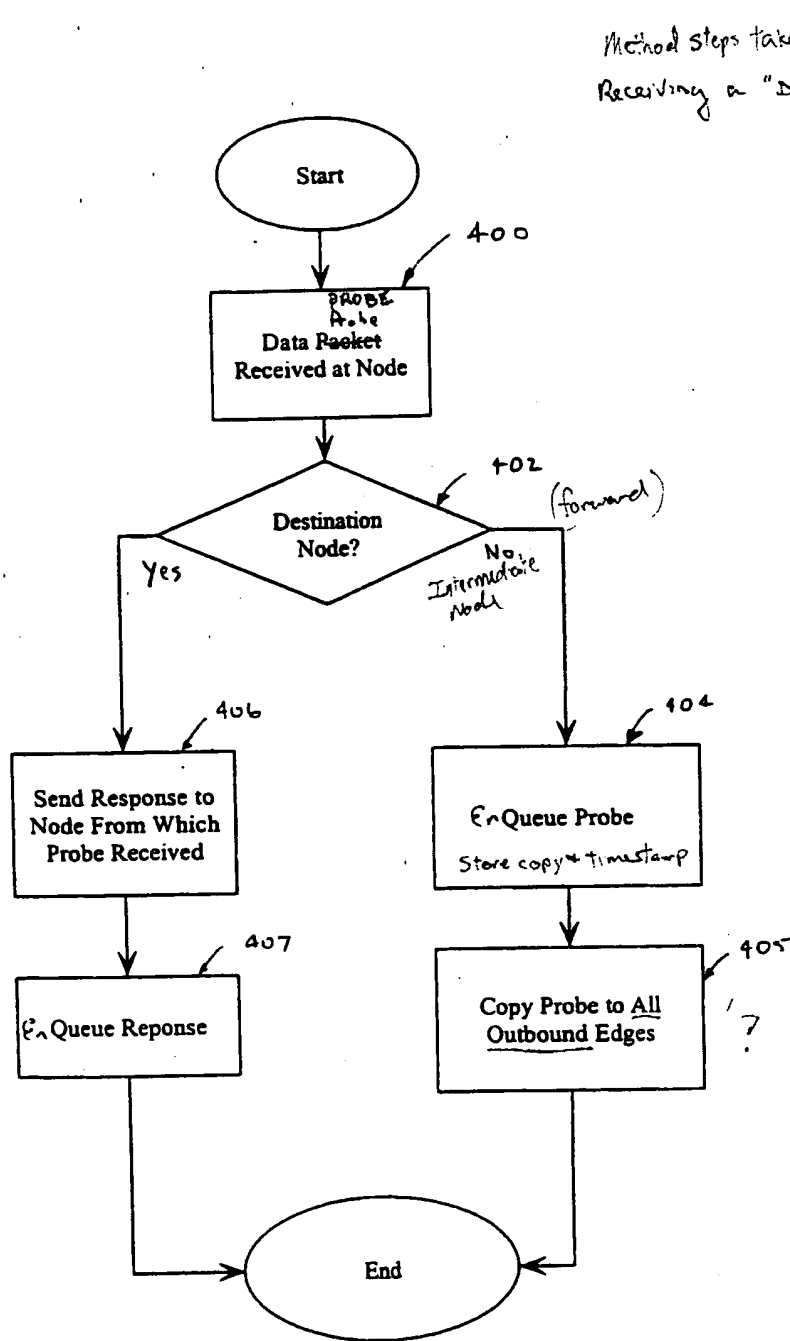 Method steps take
Receiving a "D
Start
400
PROBE
Probe
Data Packet
Received at Node
402
(forward)
Destination
Node?
Yes
No,
Intermediate
Node
406
404
Send Response to
Node From Which
Probe Received
EnQueue Probe
Store copy + timestamp
407
405
En Queue Reponse
Copy Probe to All
Outbound Edges
?
End